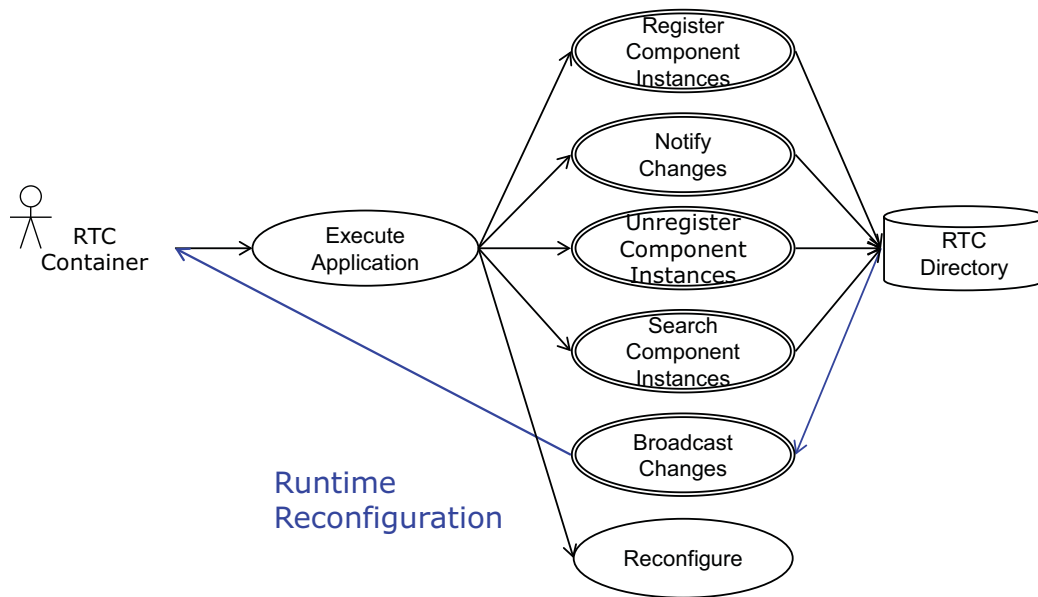 Register
Component
Instances
Notify
Changes
RTC
Container
Execute
Application
Unregister
Component
Instances
RTC
Directory
Search
Component
Instances
Broadcast
Changes
Runtime
Reconfiguration
Reconfigure